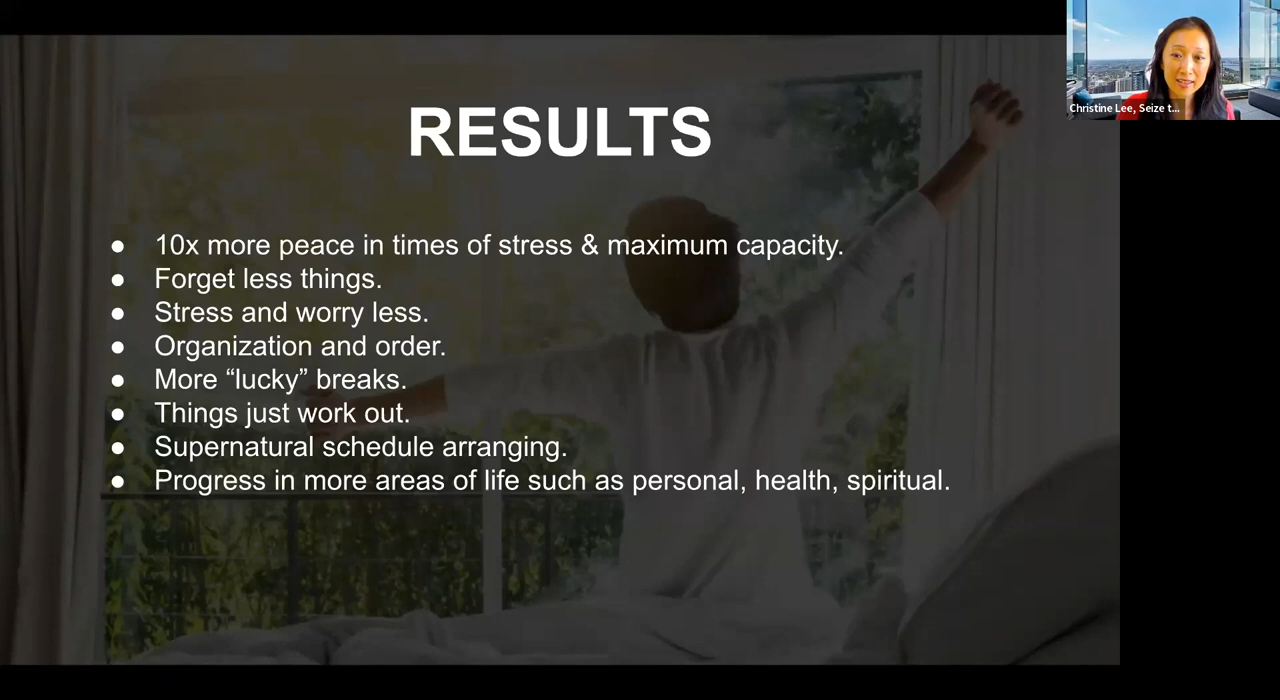 RESULTS
● 10x more peace in times of stress & maximum capacity.
● Forget less things.
● Stress and worry less.
● Organization and order.
● More “lucky” breaks.
● Things just work out.
● Supernatural schedule arranging.
● Progress in more areas of life such as personal, health, spiritual.
Christine Lee, Seize t...